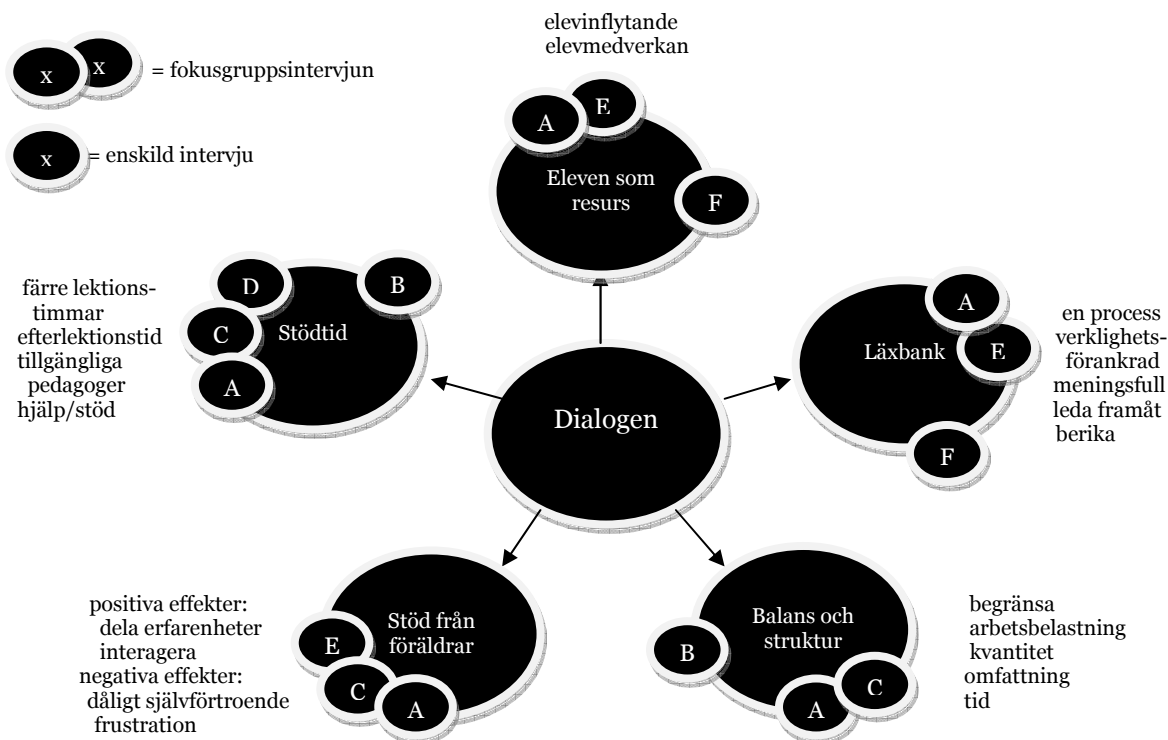 x x = fokusgruppsintervjun
x = enskild intervju
elevinflytande
elevmedverkan
A E
Eleven som
resurs
F
färre lektions-
timmar
efterlektionstid
tillgängliga
pedagoger
hjälp/stöd
D B
C
Stödtid
A
A
Läxbank
E
F
en process
verklighets-
förankrad
meningsfull
leda framåt
berika
Dialogen
positiva effekter:
dela erfarenheter
interagera
negativa effekter:
dåligt självförtroende
frustration
Stöd från
föräldrar
E
C
A
Balans och
struktur
B
A
C
begränsa
arbetsbelastning
kvantitet
omfattning
tid